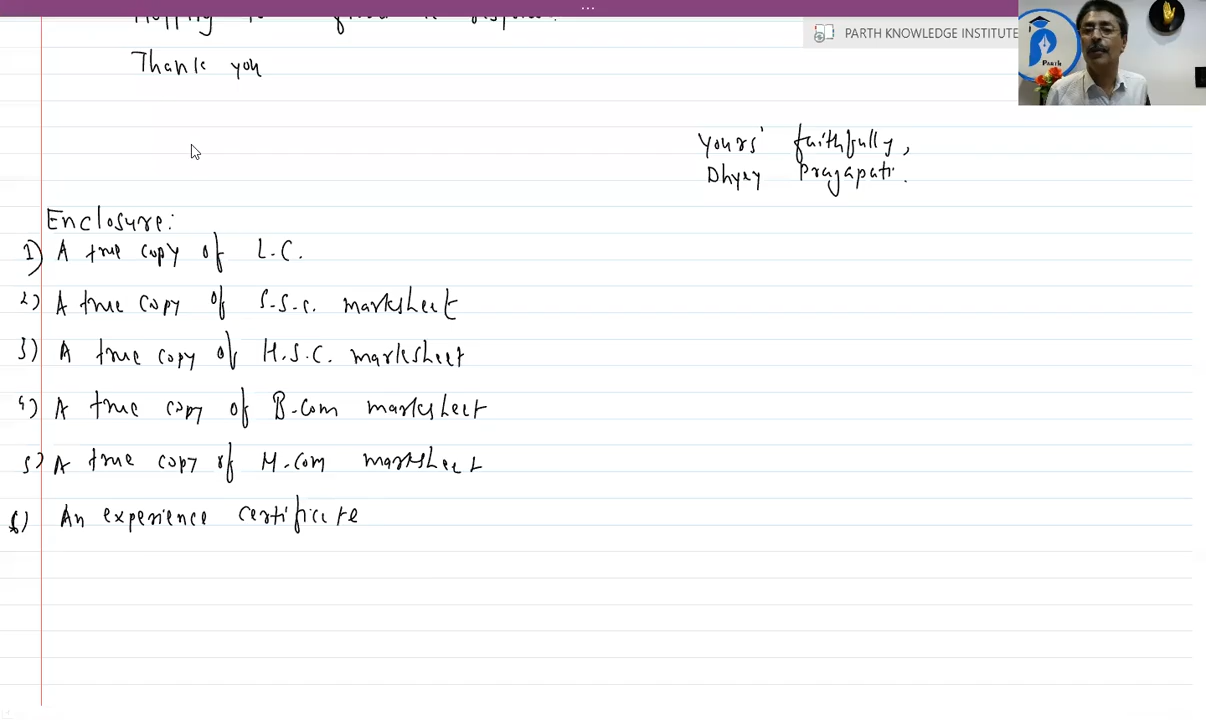 PARTH KNOWLEDGE INSTITUTE
Parth
Thank you
Yours' faithfully,
Dhyey Pragapati.
Enclosure:
1) A true copy of L.C.
2) A true copy of S.S.C. marksheet
3) A true copy of H.S.C. marksheet
4) A true copy of B.Com marksheet
5) A true copy of M.Com marksheet
6) An experience certificate